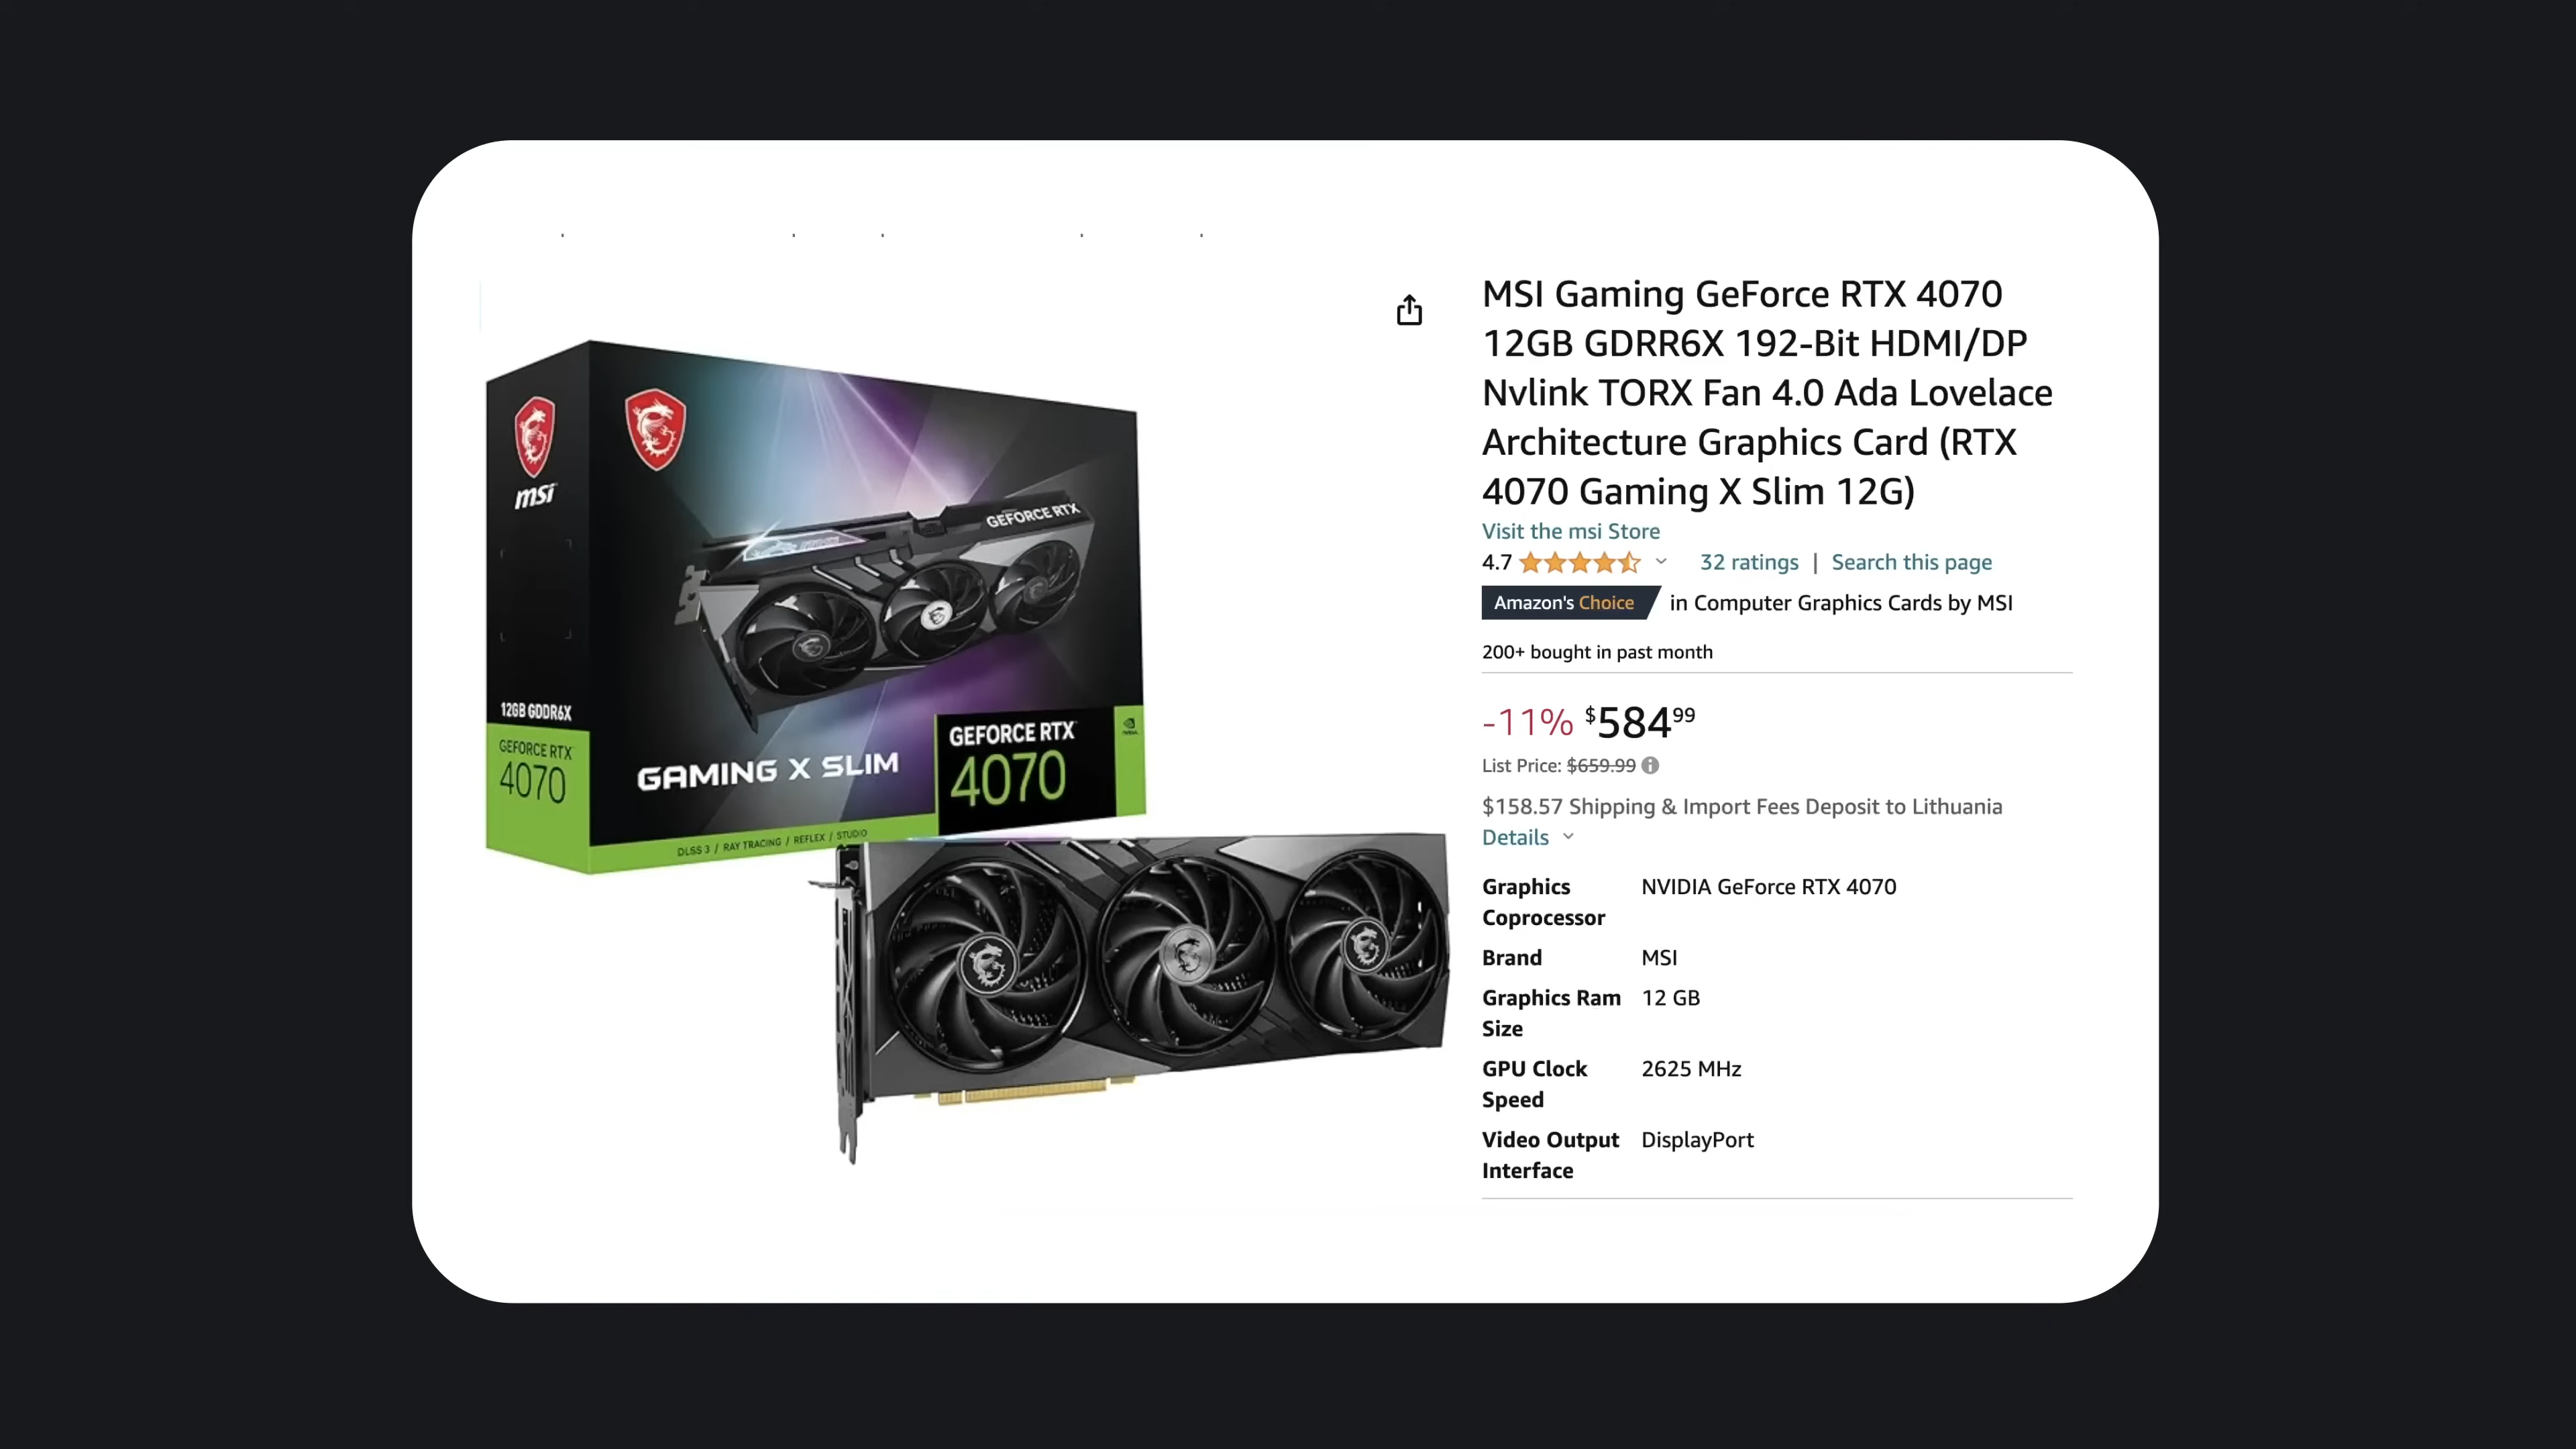 MSI Gaming GeForce RTX 4070
12GB GDRR6X 192-Bit HDMI/DP
Nvlink TORX Fan 4.0 Ada Lovelace
Architecture Graphics Card (RTX
4070 Gaming X Slim 12G)
Visit the msi Store
4.7 32 ratings | Search this page
Amazon's Choice in Computer Graphics Cards by MSI
200+ bought in past month
-11% $58499
List Price: $659.99
$158.57 Shipping & Import Fees Deposit to Lithuania
Details
Graphics Coprocessor NVIDIA GeForce RTX 4070
Brand MSI
Graphics Ram Size 12 GB
GPU Clock Speed 2625 MHz
Video Output Interface DisplayPort
msi
12GB GDDR6X
GEFORCE RTX
4070
GEFORCE RTX
GAMING X SLIM
GEFORCE RTX
4070
DLSS 3 / RAY TRACING / REFLEX / STUDIO